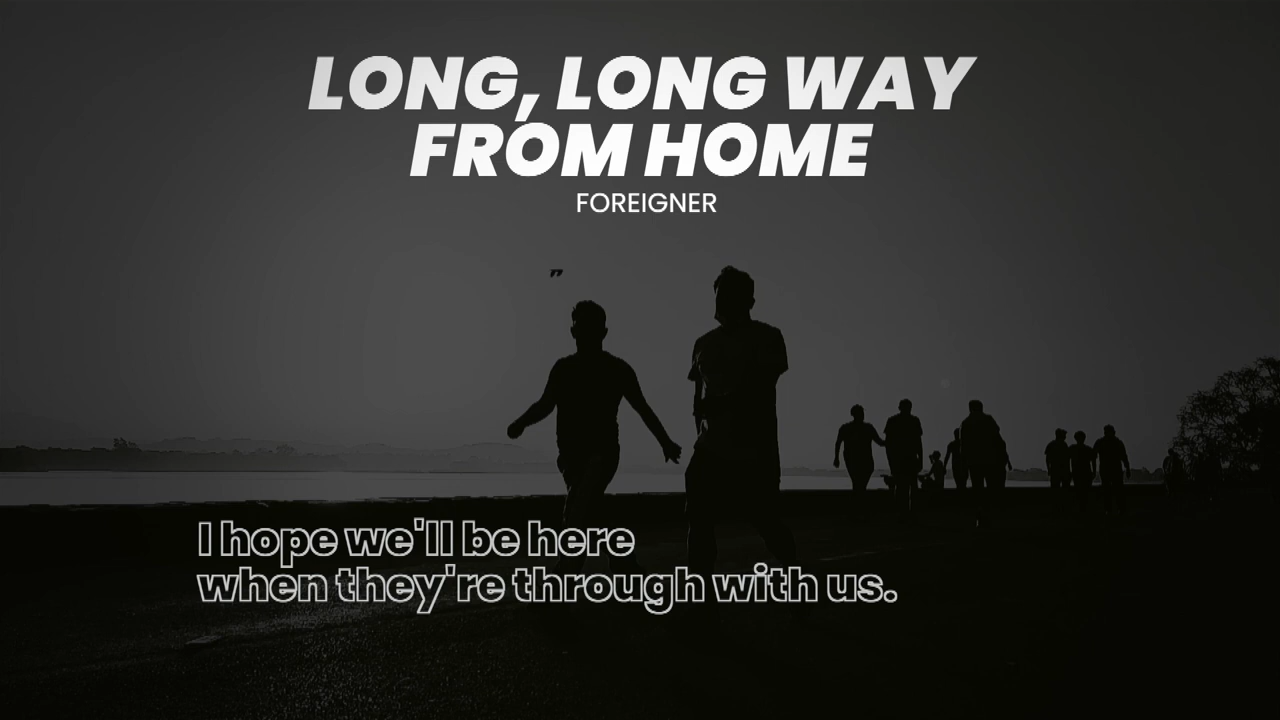 LONG, LONG WAY
FROM HOME
FOREIGNER
I hope we'll be here
when they're through with us.